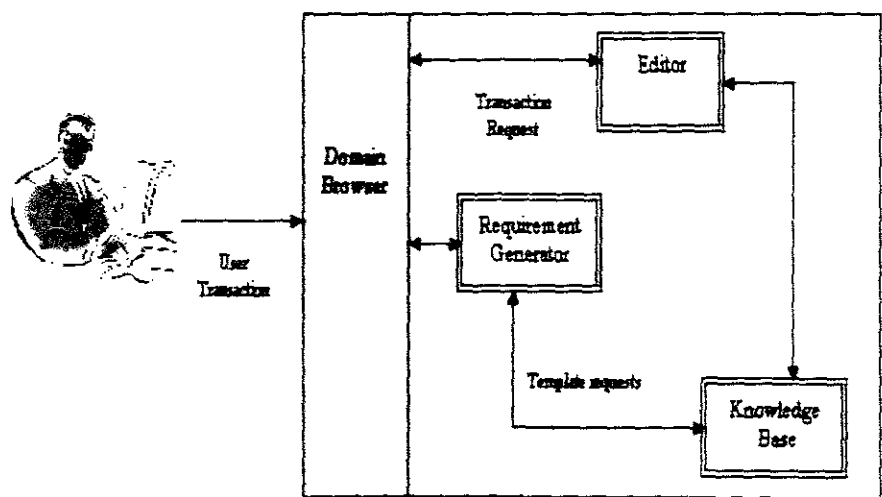 Editor
Transaction
Request
Domain
Browser
Requirement
Generator
User
Transaction
Template requests
Knowledge
Base